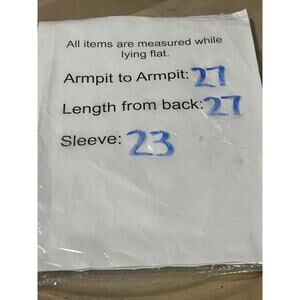 All items are measured while
lying flat.
Armpit to Armpit: 27
Length from back: 27
Sleeve: 23